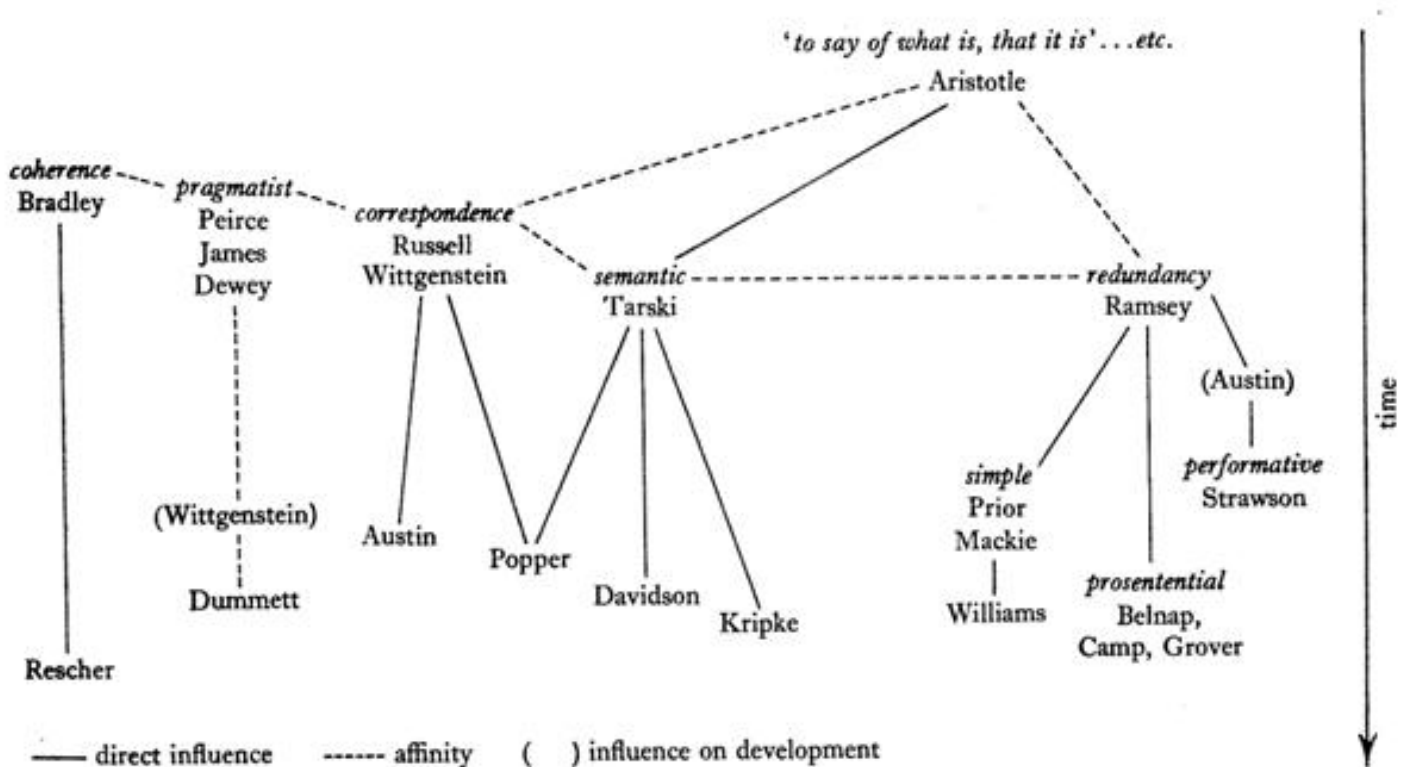 ‘to say of what is, that it is’...etc.
Aristotle
coherence
Bradley
pragmatist
Peirce
James
Dewey
correspondence
Russell
Wittgenstein
semantic
Tarski
redundancy
Ramsey
(Austin)
performative
Strawson
time
simple
Prior
Mackie
Williams
prosentential
Belnap,
Camp, Grover
(Wittgenstein)
Dummett
Austin
Popper
Davidson
Kripke
Rescher
direct influence
affinity
( ) influence on development